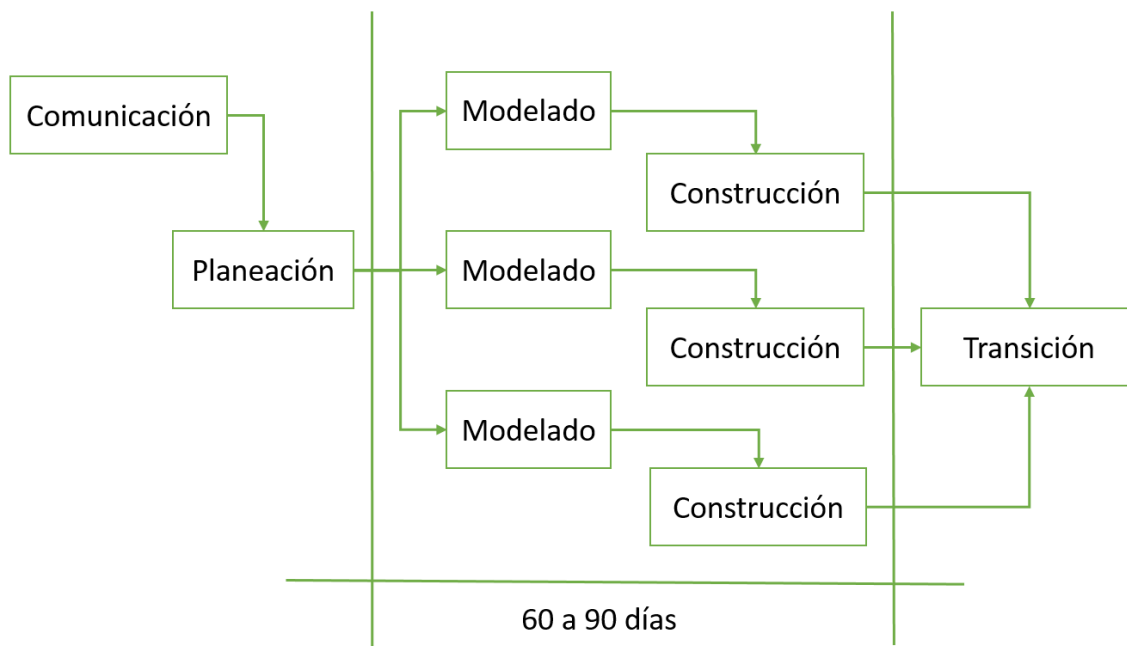 Comunicación
Planeación
Modelado
Construcción
Modelado
Construcción
Modelado
Construcción
Transición
60 a 90 días